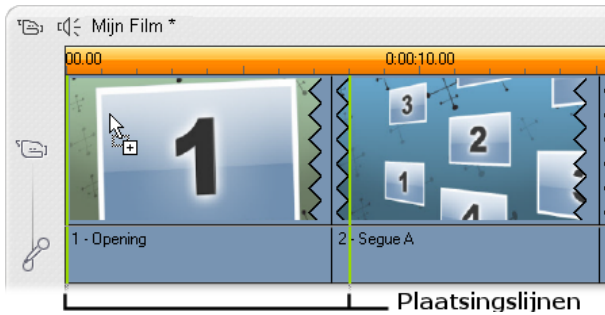 Mijn Film *
00.00 0:00:10.00
1
3
2
1
4
1 - Opening
2 - Segue A
Plaatsingslijnen